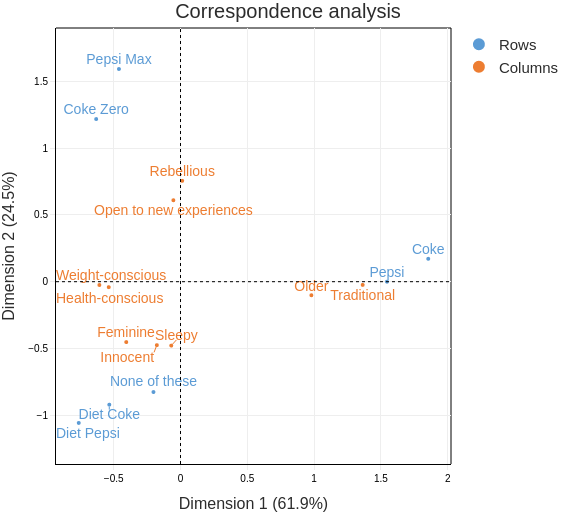 Correspondence analysis
Rows
Columns
Pepsi Max
Coke Zero
Rebellious
Open to new experiences
Coke
Pepsi
Weight-conscious
Health-conscious
Older
Traditional
Feminine
Sleepy
Innocent
None of these
Diet Coke
Diet Pepsi
1.5
1
0.5
0
−0.5
−1
−0.5
0
0.5
1
1.5
2
Dimension 2 (24.5%)
Dimension 1 (61.9%)